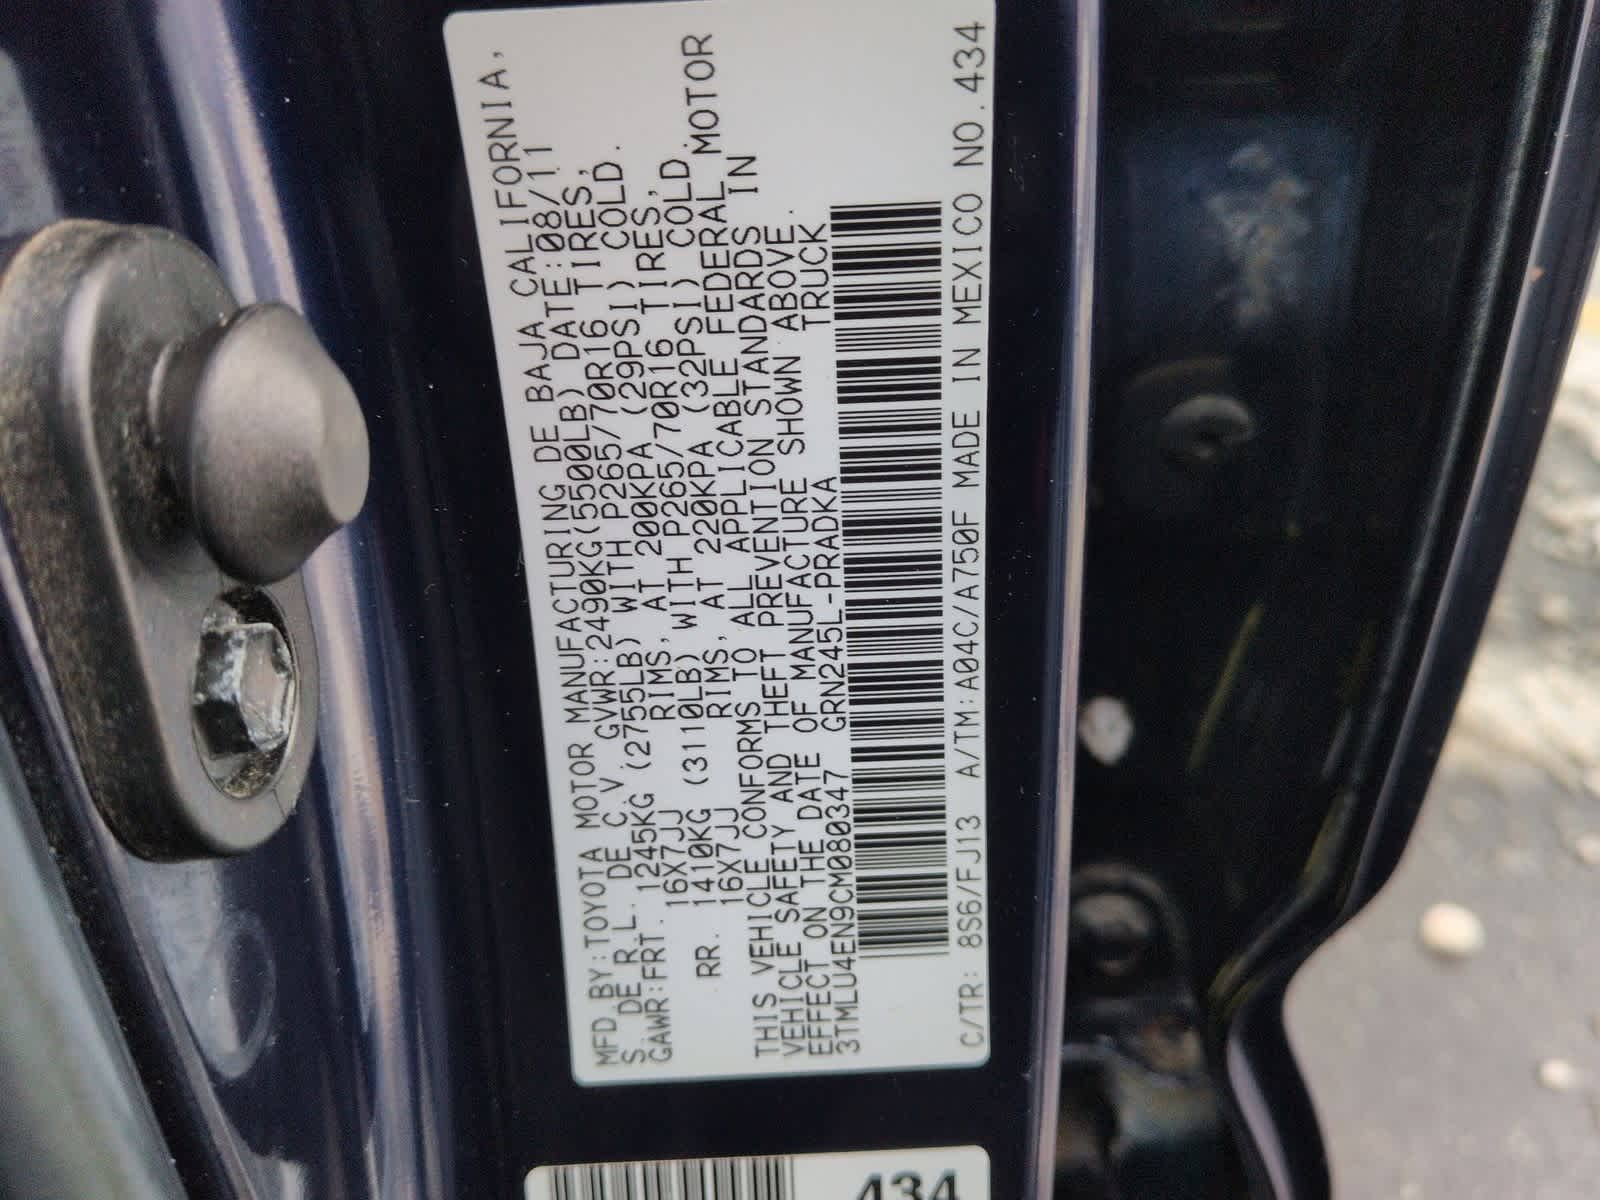 MFD.BY:TOYOTA MOTOR MANUFACTURING DE BAJA CALIFORNIA,
S.DE R.L. DE C.V GVWR:2490KG(5500LB) DATE:08/11
GAWR:FRT. 1245KG (2755LB) WITH P265/70R16 TIRES,
16X7JJ RIMS, AT 200KPA (29PSI) COLD.
RR. 1410KG (3110LB) WITH P265/70R16 TIRES,
16X7JJ RIMS, AT 220KPA (32PSI) COLD.
THIS VEHICLE CONFORMS TO ALL APPLICABLE FEDERAL MOTOR
VEHICLE SAFETY AND THEFT PREVENTION STANDARDS IN
EFFECT ON THE DATE OF MANUFACTURE SHOWN ABOVE.
3TMLU4EN9CM080347 GRN245L-PRADKA TRUCK
C/TR: 8S6/FJ13 A/TM:A04C/A750F MADE IN MEXICO NO.434
434